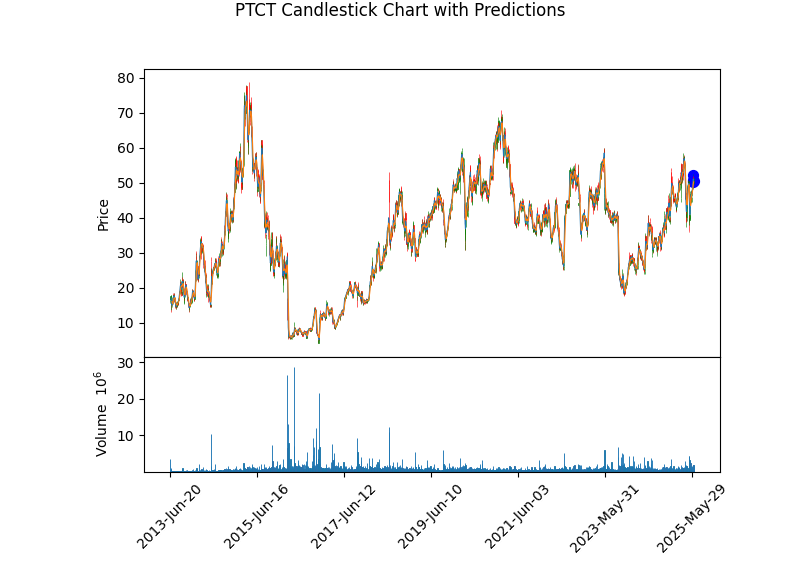 PTCT Candlestick Chart with Predictions
80
70
60
50
40
30
20
10
Price
30
20
10
Volume 10^6
2013-Jun-20
2015-Jun-16
2017-Jun-12
2019-Jun-10
2021-Jun-03
2023-May-31
2025-May-29